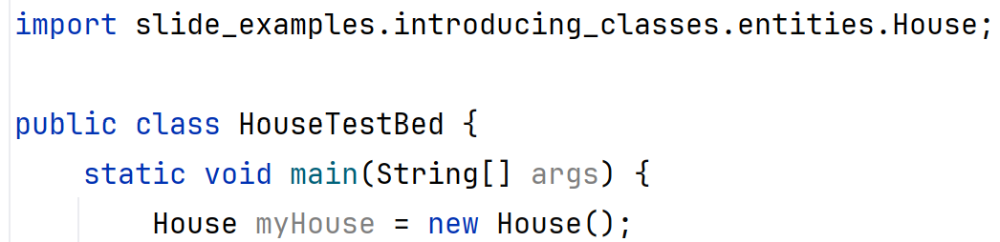 import slide_examples.introducing_classes.entities.House;
public class HouseTestBed {
static void main(String[] args) {
House myHouse = new House();